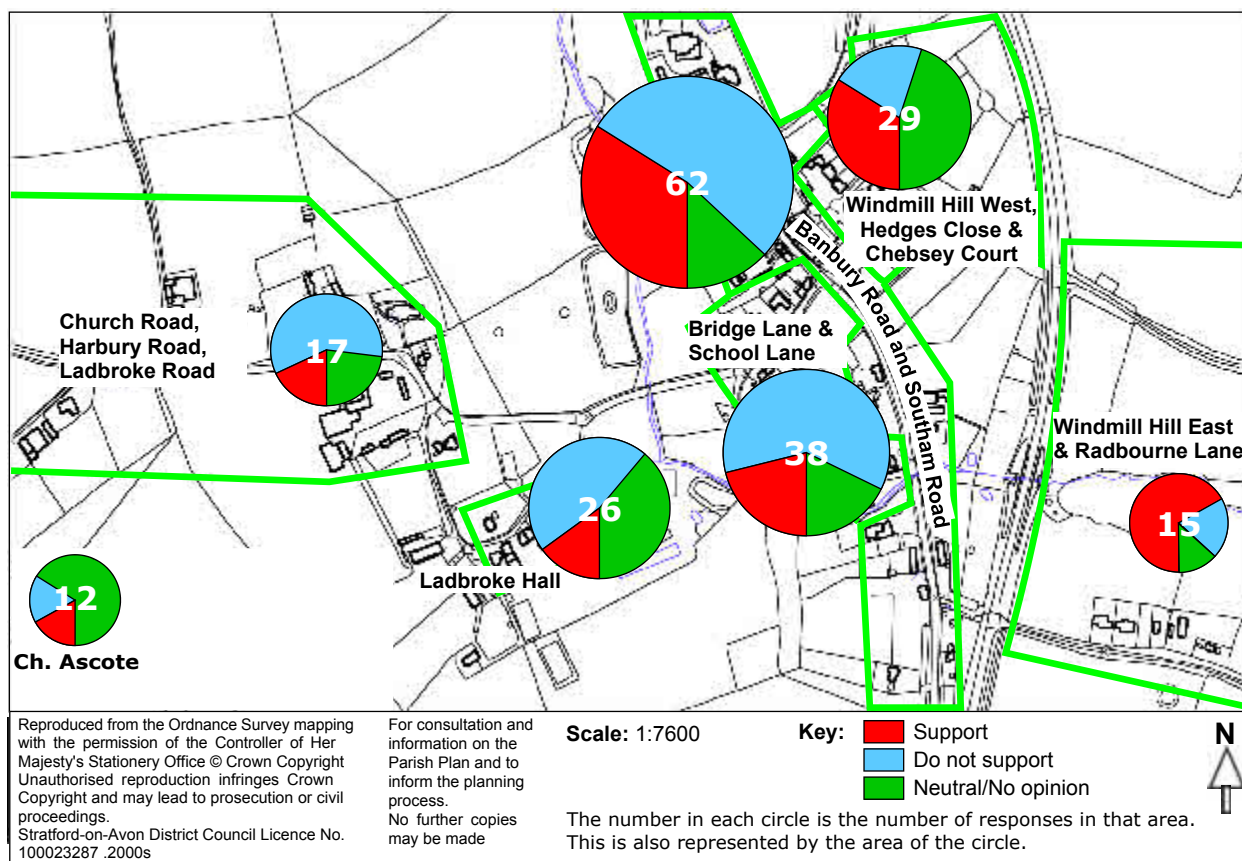 29
62
Windmill Hill West,
Hedges Close &
Chebsey Court
Banbury Road and Southam Road
Church Road,
Harbury Road,
Ladbroke Road
17
Bridge Lane &
School Lane
38
Windmill Hill East
& Radbourne Lane
15
26
Ladbroke Hall
12
Ch. Ascote
Reproduced from the Ordnance Survey mapping
with the permission of the Controller of Her
Majesty's Stationery Office © Crown Copyright
Unauthorised reproduction infringes Crown
Copyright and may lead to prosecution or civil
proceedings.
Stratford-on-Avon District Council Licence No.
100023287 .2000s
For consultation and
information on the
Parish Plan and to
inform the planning
process.
No further copies
may be made
Scale: 1:7600
Key:
Support
Do not support
Neutral/No opinion
N
The number in each circle is the number of responses in that area.
This is also represented by the area of the circle.